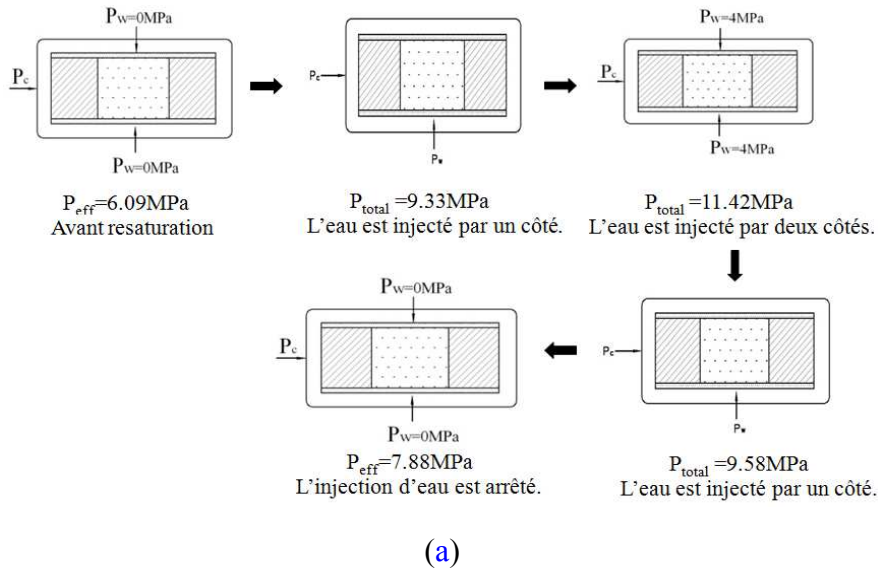 Pw=0MPa
Pc
Pw=0MPa
Peff=6.09MPa
Avant resaturation
Pc
Pw
Ptotal =9.33MPa
L'eau est injecté par un côté.
Pw=4MPa
Pc
Pw=4MPa
Ptotal =11.42MPa
L'eau est injecté par deux côtés.
Pw=0MPa
Pc
Pw=0MPa
Peff=7.88MPa
L'injection d'eau est arrêté.
Pc
Pw
Ptotal =9.58MPa
L'eau est injecté par un côté.
(a)